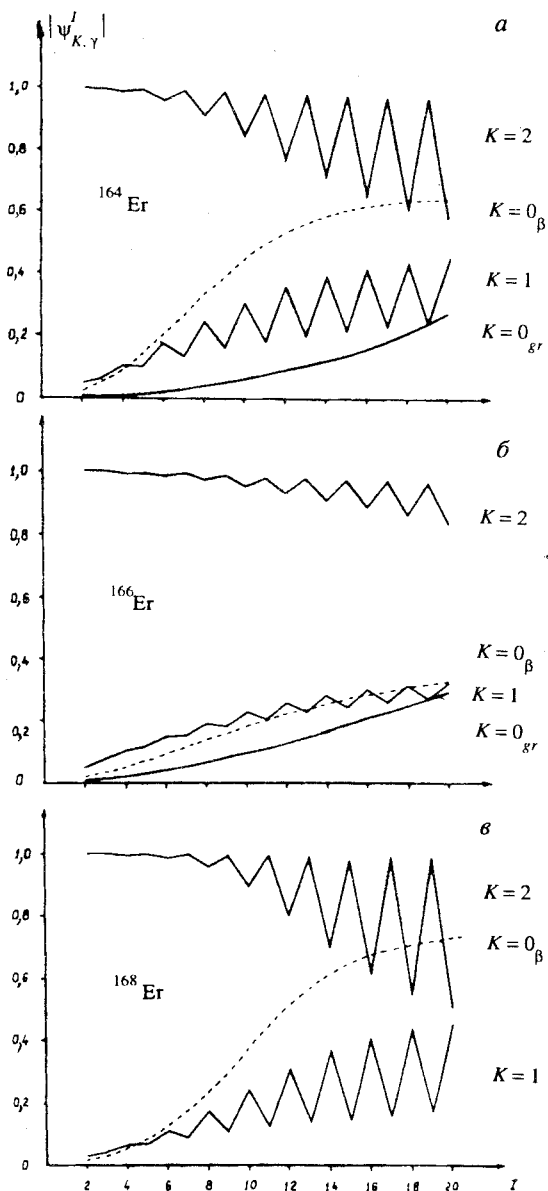 |ψ^I_{K,γ}|
а
1,0
K = 2
0,8
¹⁶⁴Er
0,6
K = 0_β
0,4
K = 1
0,2
K = 0_gr
0
б
1,0
K = 2
0,8
0,6
¹⁶⁶Er
0,4
K = 0_β
K = 1
0,2
K = 0_gr
0
в
1,0
K = 2
0,8
K = 0_β
0,6
¹⁶⁸Er
0,4
K = 1
0,2
0
2 4 6 8 10 12 14 16 18 20 I